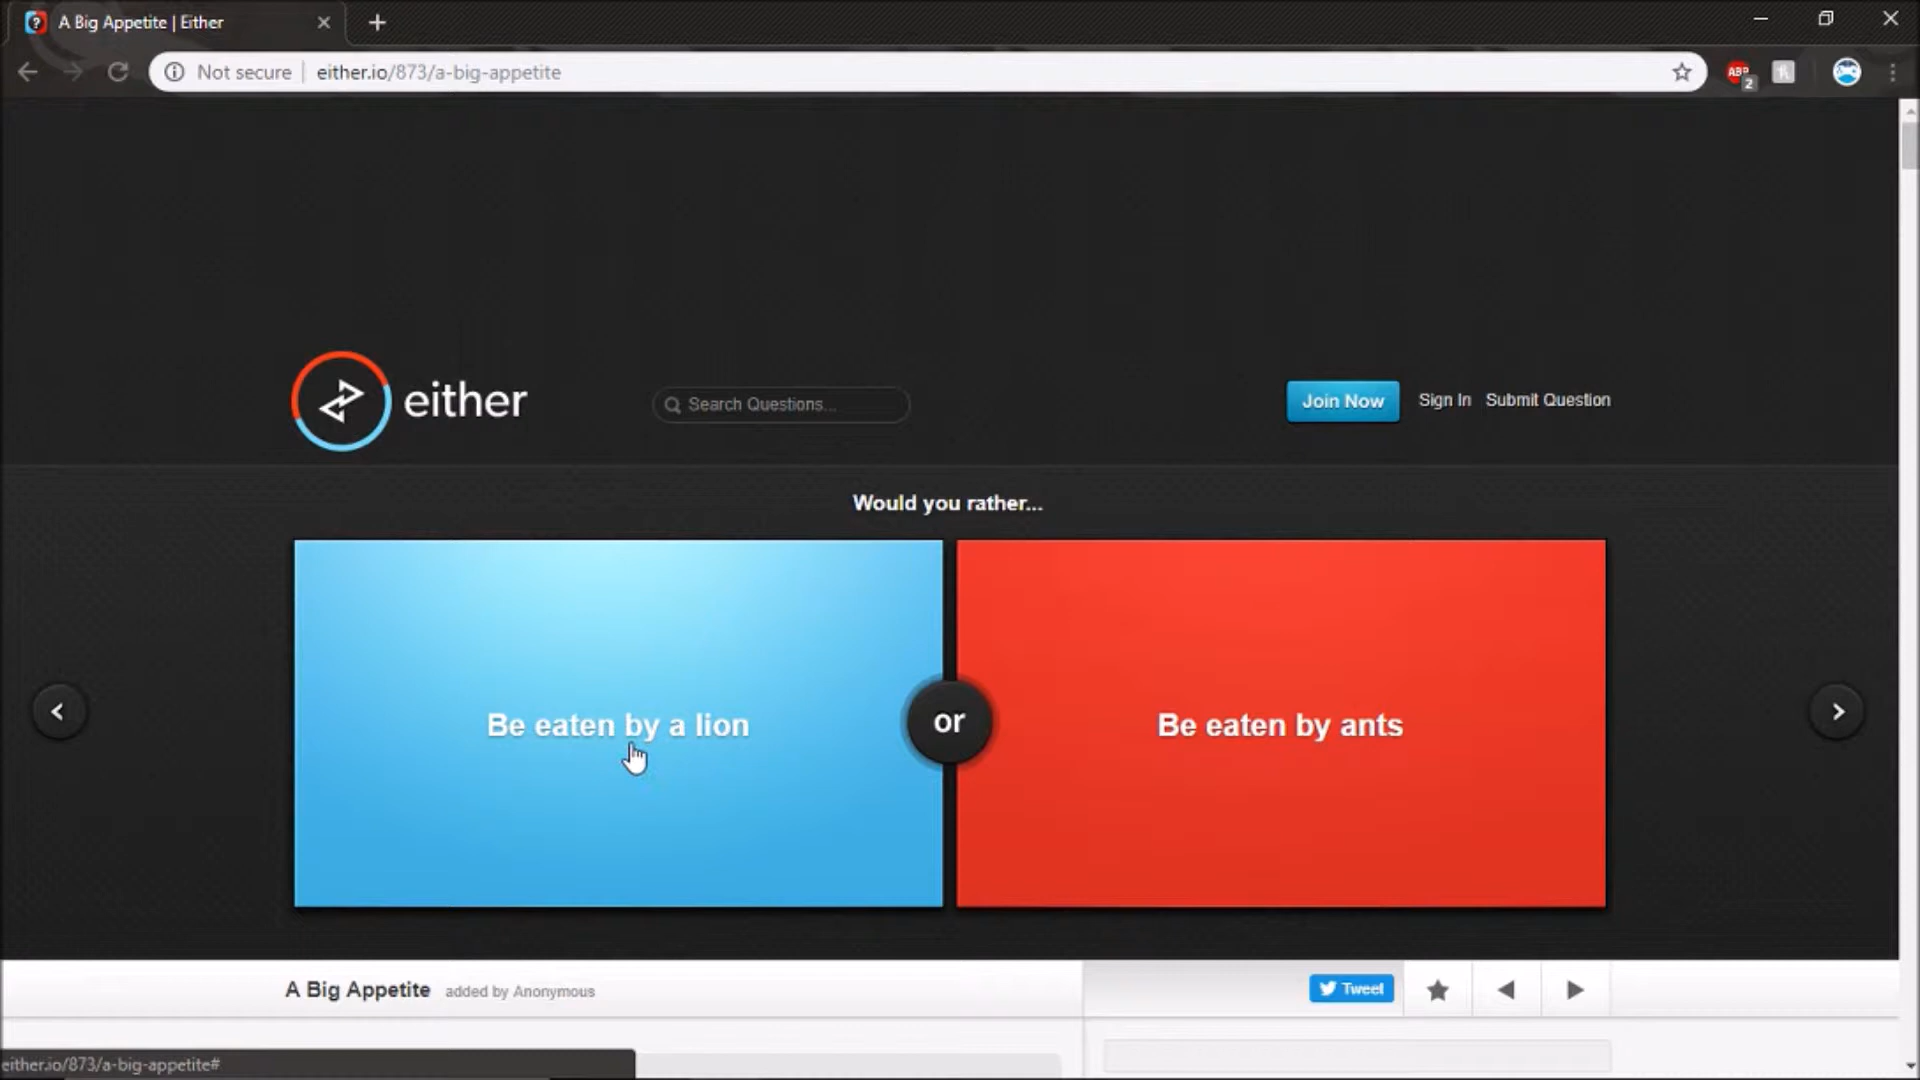 A Big Appetite | Either
Not secure
either.io/873/a-big-appetite
ABP
2
either
Search Questions...
Join Now
Sign In
Submit Question
Would you rather...
Be eaten by a lion
or
Be eaten by ants
A Big Appetite
added by Anonymous
Tweet
either.io/873/a-big-appetite#